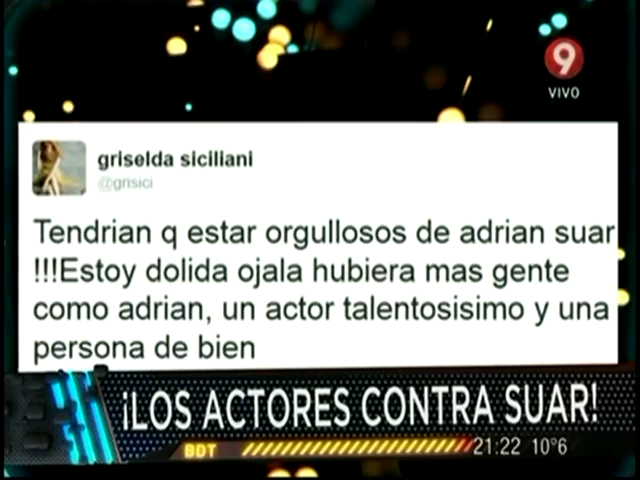 9
VIVO
griselda siciliani
@grisici
Tendrian q estar orgullosos de adrian suar
!!!Estoy dolida ojala hubiera mas gente
como adrian, un actor talentosisimo y una
persona de bien
¡LOS ACTORES CONTRA SUAR!
BDT
21:22 10°6